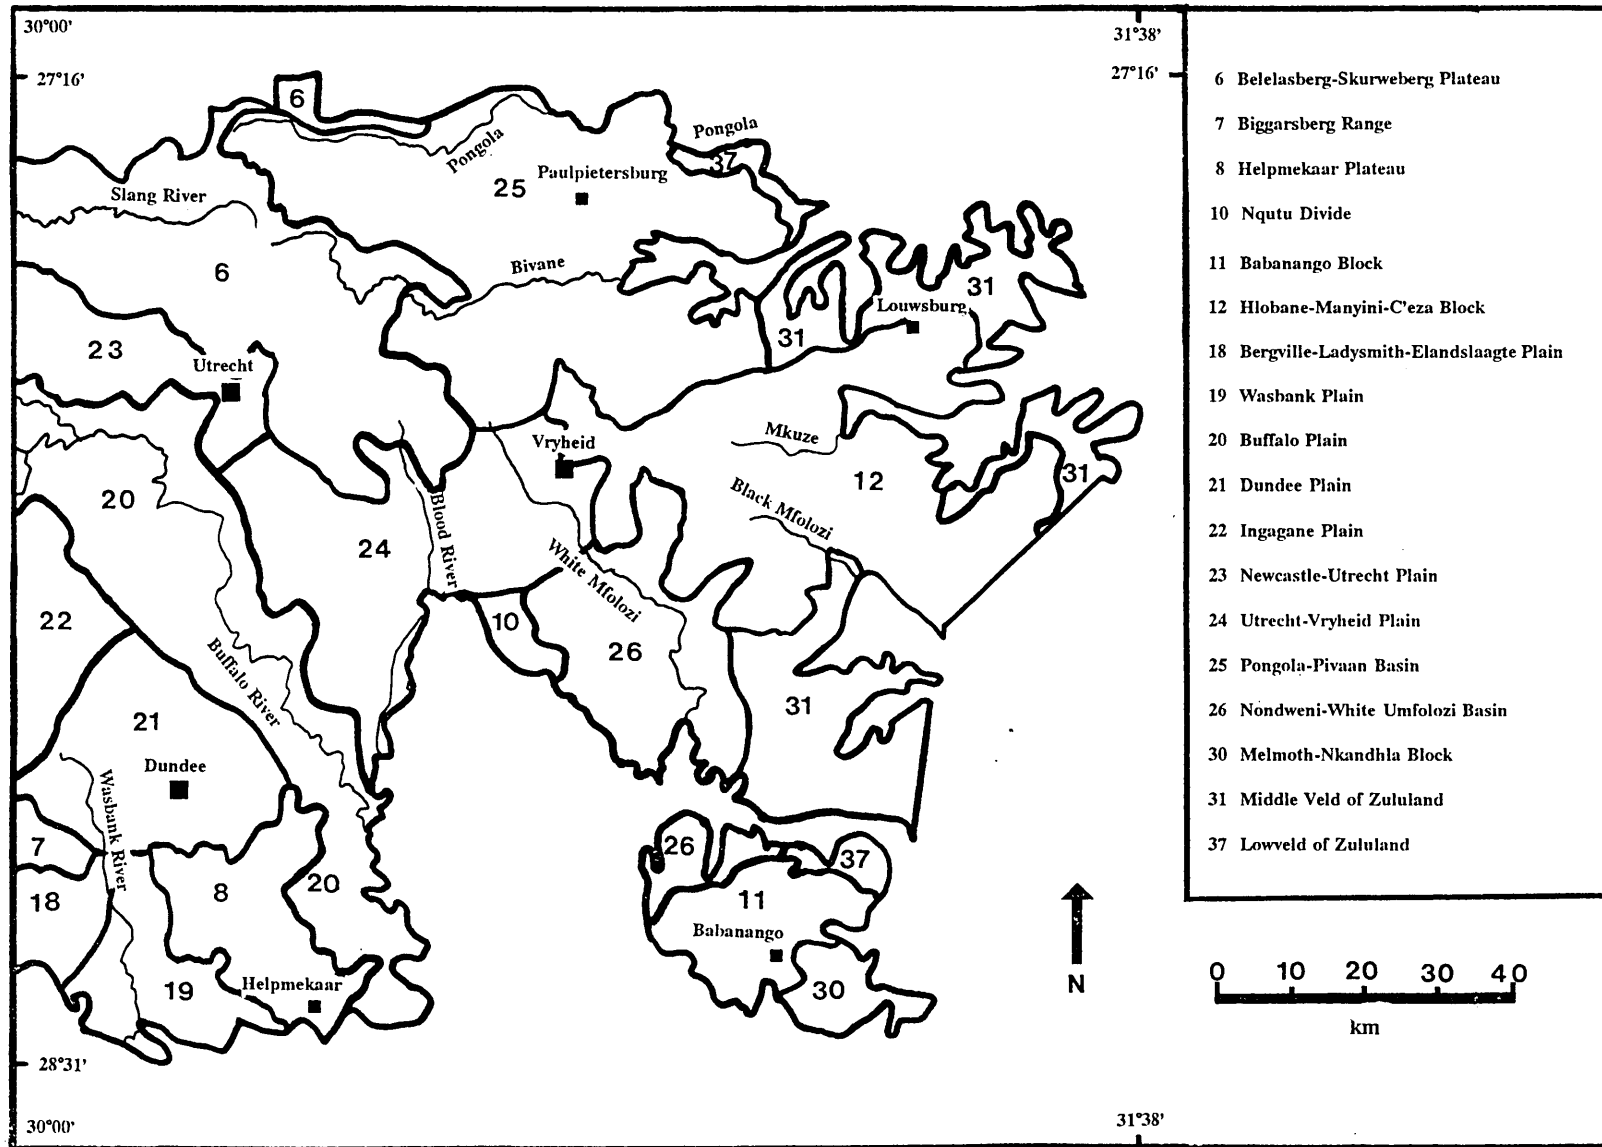 30°00'
31°38'
27°16'
27°16'
6
Pongola
Pongola
37
Paulpietersburg
25
Slang River
6
Bivane
31
Louwsburg
31
23
Utrecht
Vryheid
Mkuze
12
31
20
Black Mfolozi
Blood River
24
White Mfolozi
22
10
26
Buffalo River
31
21
Dundee
Wasbank River
7
26
37
18
8
20
11
Babanango
19
Helpmekaar
30
28°31'
30°00'
31°38'
N
6 Belelasberg-Skurweberg Plateau
7 Biggarsberg Range
8 Helpmekaar Plateau
10 Nqutu Divide
11 Babanango Block
12 Hlobane-Manyini-C'eza Block
18 Bergville-Ladysmith-Elandslaagte Plain
19 Wasbank Plain
20 Buffalo Plain
21 Dundee Plain
22 Ingagane Plain
23 Newcastle-Utrecht Plain
24 Utrecht-Vryheid Plain
25 Pongola-Pivaan Basin
26 Nondweni-White Umfolozi Basin
30 Melmoth-Nkandhla Block
31 Middle Veld of Zululand
37 Lowveld of Zululand
0 10 20 30 40
km